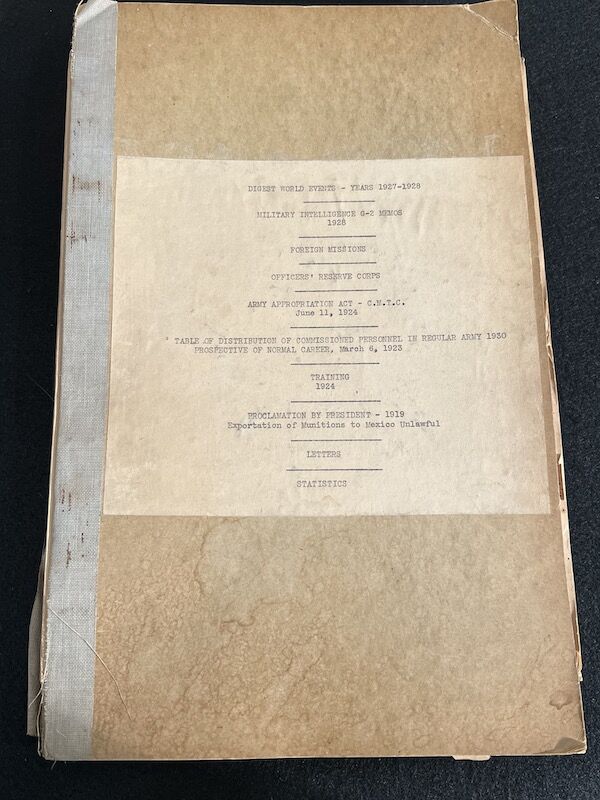 DIGEST WORLD EVENTS - YEARS 1927-1928
MILITARY INTELLIGENCE G-2 MEMOS
1928
FOREIGN MISSIONS
OFFICERS' RESERVE CORPS
ARMY APPROPRIATION ACT - C.M.T.C.
June 11, 1924
TABLE OF DISTRIBUTION OF COMMISSIONED PERSONNEL IN REGULAR ARMY 1930
PROSPECTIVE OF NORMAL CAREER, March 6, 1923
TRAINING
1924
PROCLAMATION BY PRESIDENT - 1919
Exportation of Munitions to Mexico Unlawful
LETTERS
STATISTICS